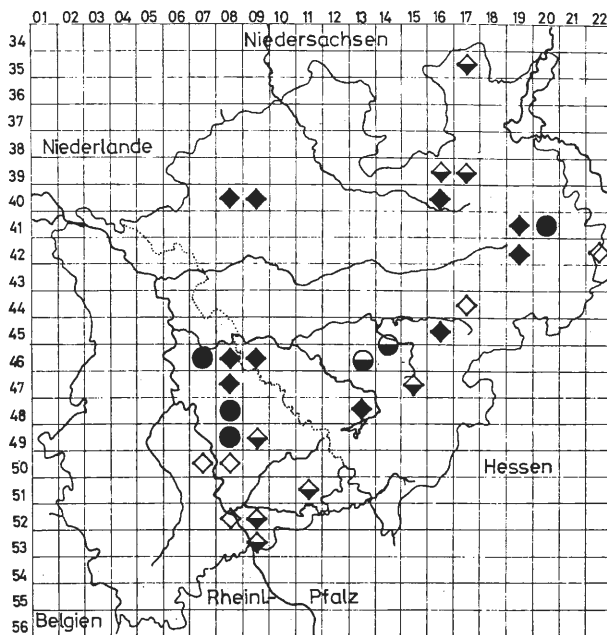 01 02 03 04 05 06 07 08 09 10 11 12 13 14 15 16 17 18 19 20 22
34 Niedersachsen
35
36
37
38 Niederlande
39
40
41
42
44
45
46
47
48
49
50 Hessen
51
52
53
54
55 Rheinl- Pfalz
56 Belgien